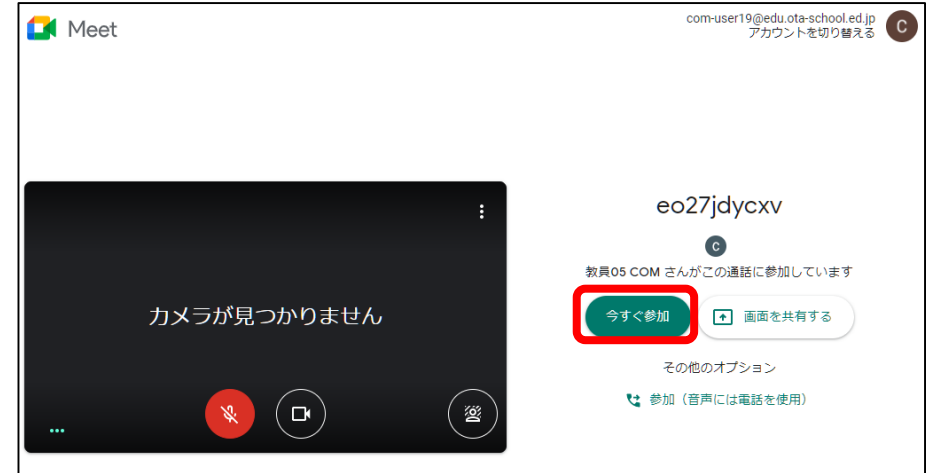 Meet
com-user19@edu.ota-school.ed.jp
アカウントを切り替える
C
カメラが見つかりません
eo27jdycxv
C
教員05 COM さんがこの通話に参加しています
今すぐ参加
画面を共有する
その他のオプション
参加（音声には電話を使用）